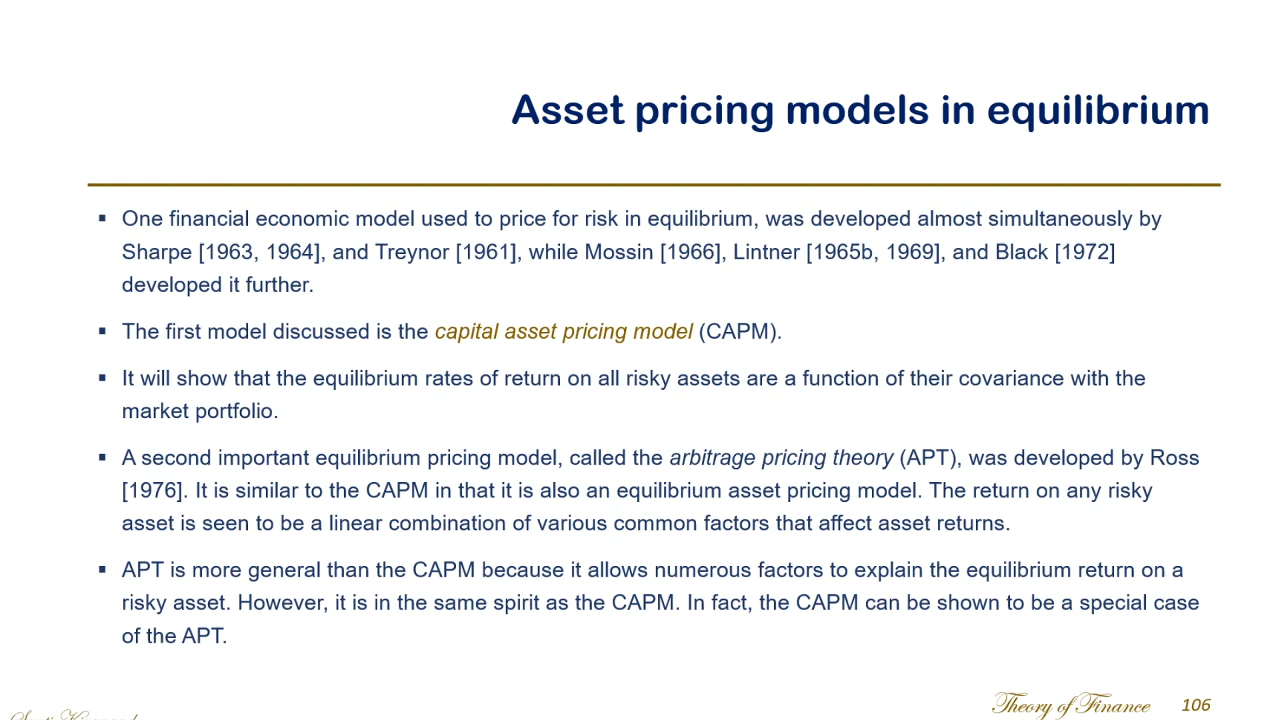 Asset pricing models in equilibrium
▪ One financial economic model used to price for risk in equilibrium, was developed almost simultaneously by
Sharpe [1963, 1964], and Treynor [1961], while Mossin [1966], Lintner [1965b, 1969], and Black [1972]
developed it further.
▪ The first model discussed is the capital asset pricing model (CAPM).
▪ It will show that the equilibrium rates of return on all risky assets are a function of their covariance with the
market portfolio.
▪ A second important equilibrium pricing model, called the arbitrage pricing theory (APT), was developed by Ross
[1976]. It is similar to the CAPM in that it is also an equilibrium asset pricing model. The return on any risky
asset is seen to be a linear combination of various common factors that affect asset returns.
▪ APT is more general than the CAPM because it allows numerous factors to explain the equilibrium return on a
risky asset. However, it is in the same spirit as the CAPM. In fact, the CAPM can be shown to be a special case
of the APT.
Theory of Finance 106